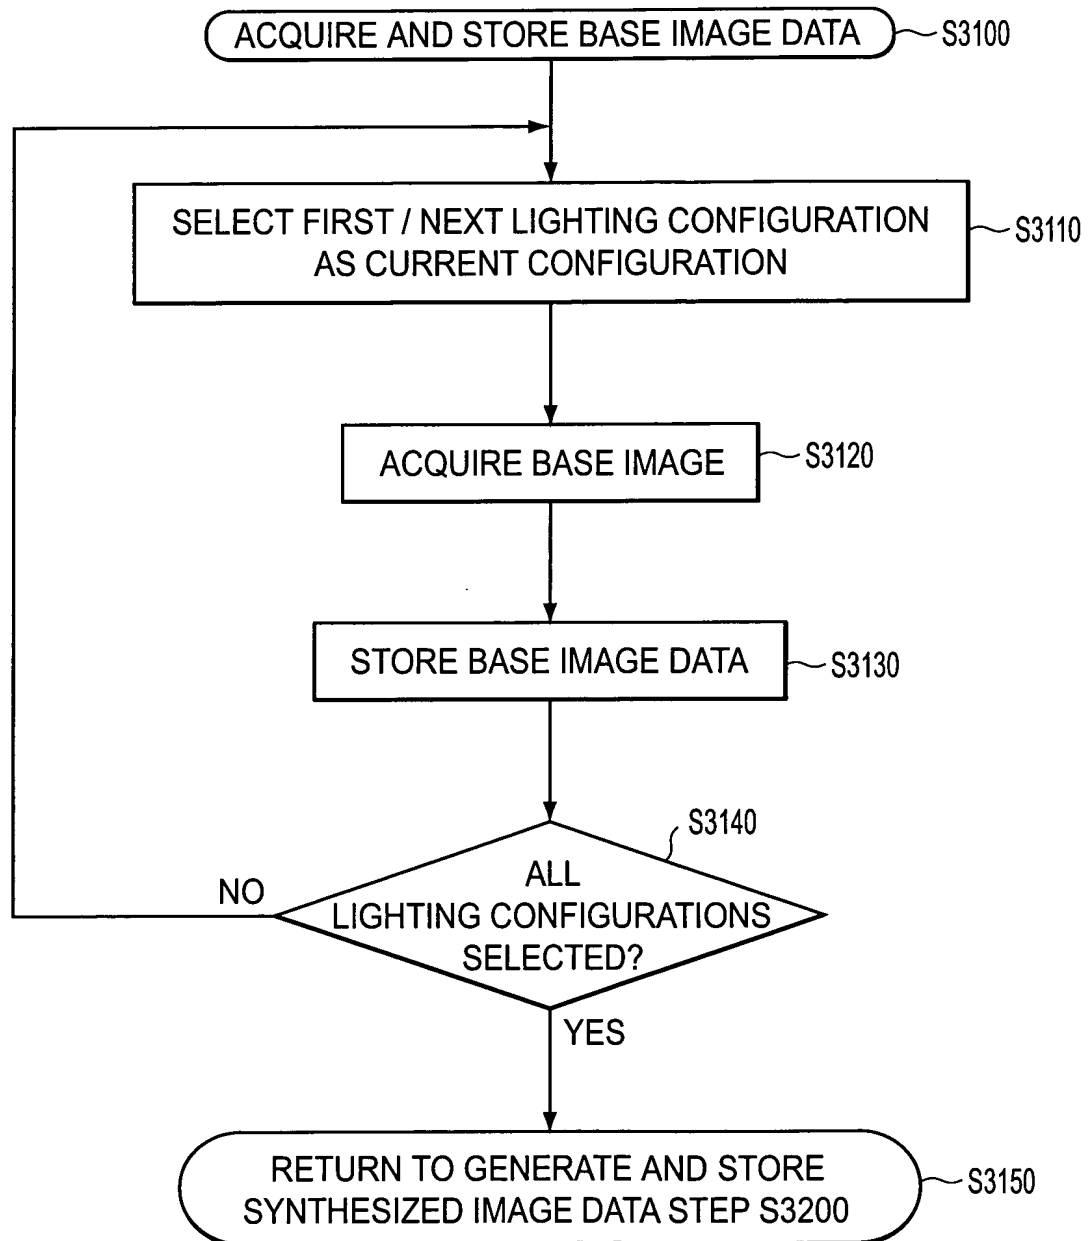 ACQUIRE AND STORE BASE IMAGE DATA
S3100
SELECT FIRST / NEXT LIGHTING CONFIGURATION
AS CURRENT CONFIGURATION
S3110
ACQUIRE BASE IMAGE
S3120
STORE BASE IMAGE DATA
S3130
S3140
ALL
LIGHTING CONFIGURATIONS
SELECTED?
NO
YES
RETURN TO GENERATE AND STORE
SYNTHESIZED IMAGE DATA STEP S3200
S3150